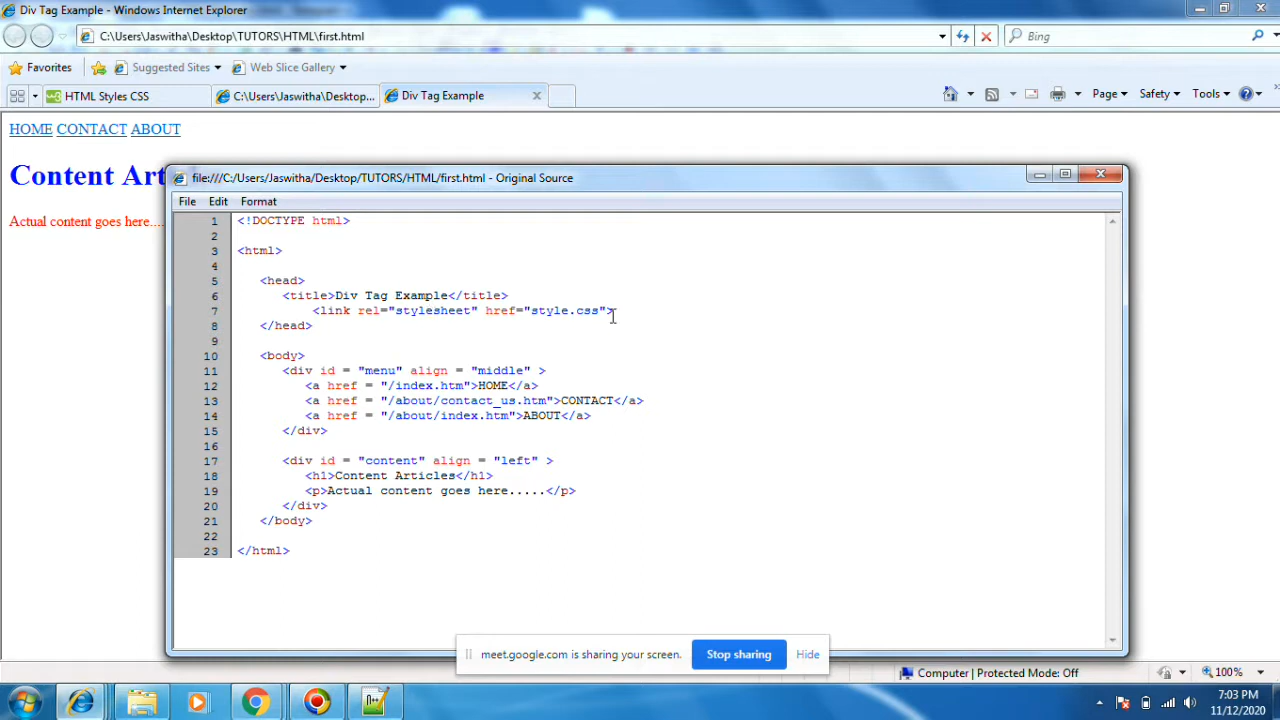 Div Tag Example - Windows Internet Explorer
C:\Users\Jaswitha\Desktop\TUTORS\HTML\first.html
Bing
Favorites Suggested Sites Web Slice Gallery
HTML Styles CSS C:\Users\Jaswitha\Desktop... Div Tag Example Page Safety Tools
HOME CONTACT ABOUT
Content Art
Actual content goes here....
file:///C:/Users/Jaswitha/Desktop/TUTORS/HTML/first.html - Original Source
File Edit Format
1 <!DOCTYPE html>
2
3 <html>
4
5 <head>
6 <title>Div Tag Example</title>
7 <link rel="stylesheet" href="style.css">
8 </head>
9
10 <body>
11 <div id = "menu" align = "middle" >
12 <a href = "/index.htm">HOME</a>
13 <a href = "/about/contact_us.htm">CONTACT</a>
14 <a href = "/about/index.htm">ABOUT</a>
15 </div>
16
17 <div id = "content" align = "left" >
18 <h1>Content Articles</h1>
19 <p>Actual content goes here.....</p>
20 </div>
21 </body>
22
23 </html>
meet.google.com is sharing your screen. Stop sharing Hide
Computer | Protected Mode: Off 100%
7:03 PM
11/12/2020